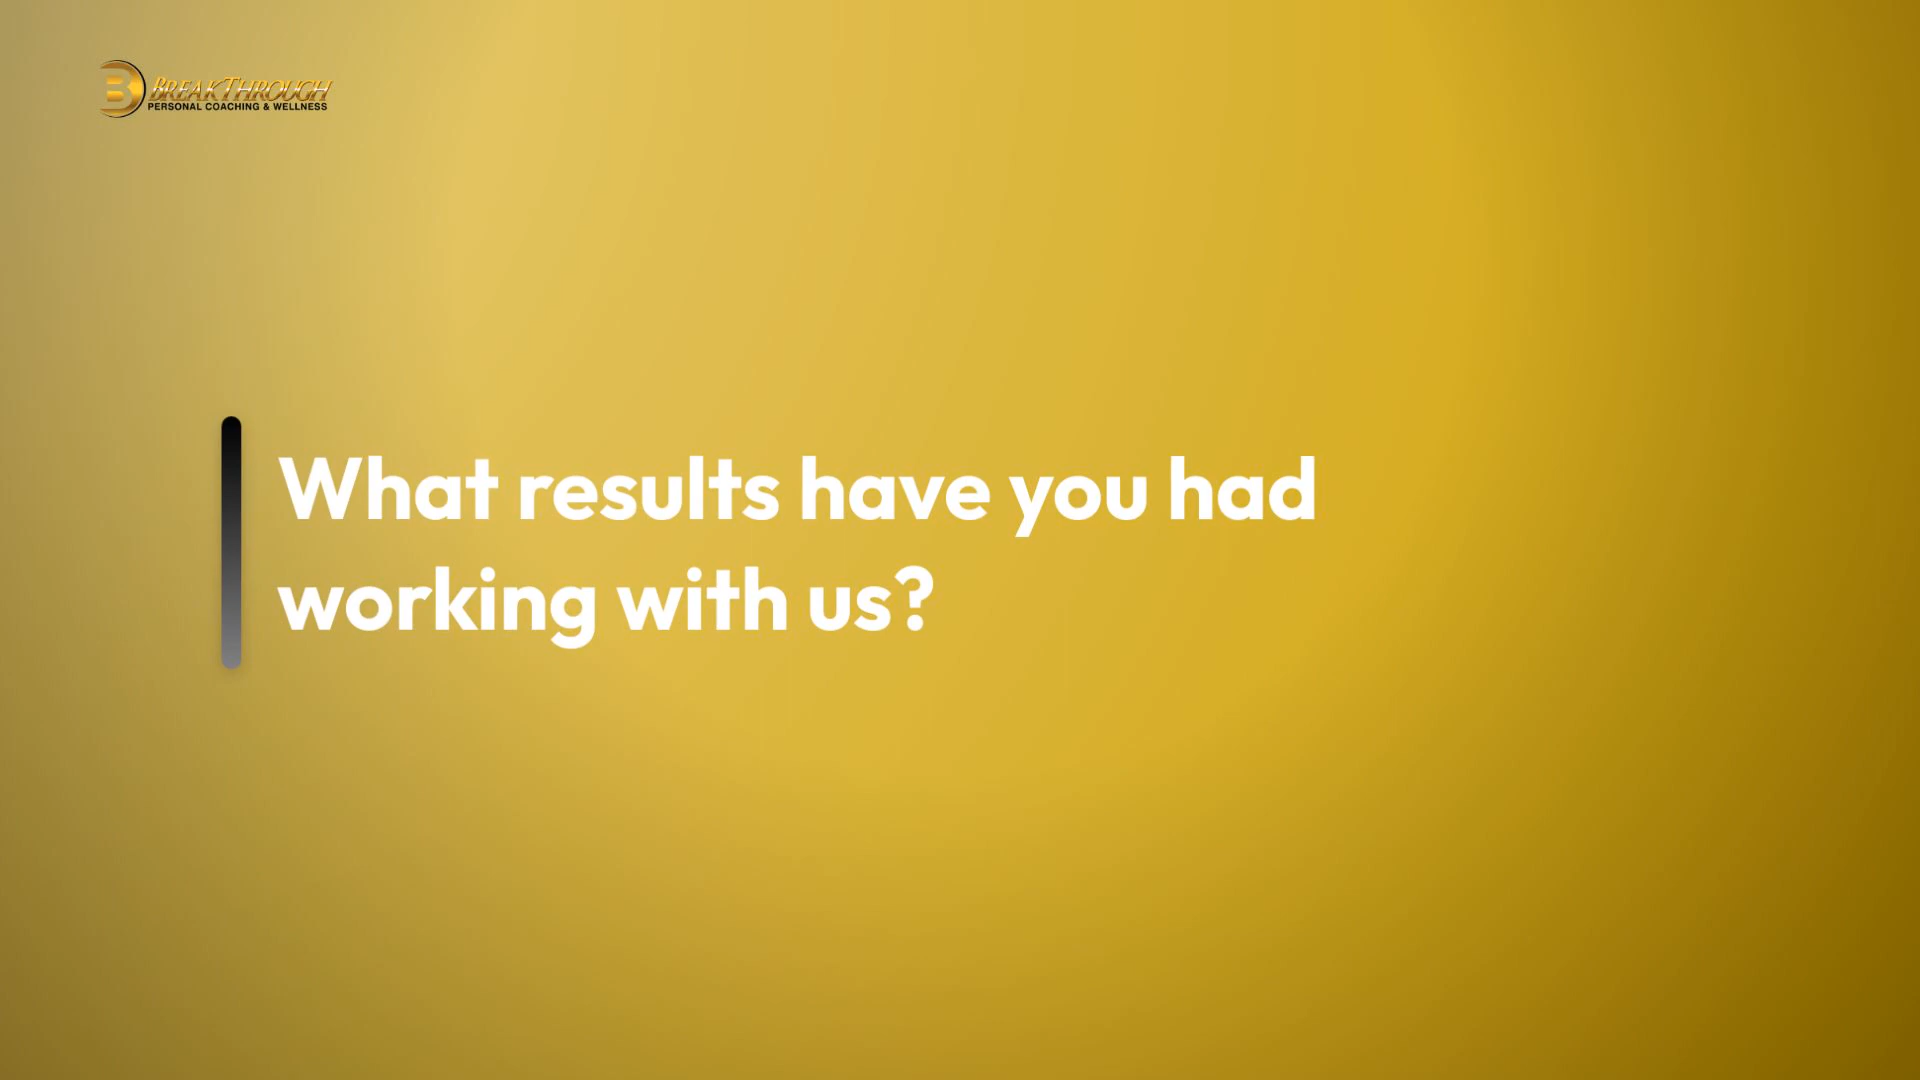 BREAKTHROUGH
PERSONAL COACHING & WELLNESS
What results have you had
working with us?